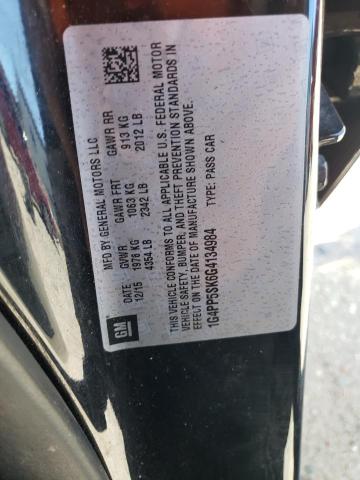 MFD BY GENERAL MOTORS LLC
DATE GVWR GAWR FRT GAWR RR
12/15 1976 KG 1063 KG 913 KG
4354 LB 2342 LB 2012 LB
GM
THIS VEHICLE CONFORMS TO ALL APPLICABLE U.S. FEDERAL MOTOR
VEHICLE SAFETY, BUMPER, AND THEFT PREVENTION STANDARDS IN
EFFECT ON THE DATE OF MANUFACTURE SHOWN ABOVE.
1G4PP5SK6G4134984 TYPE: PASS CAR